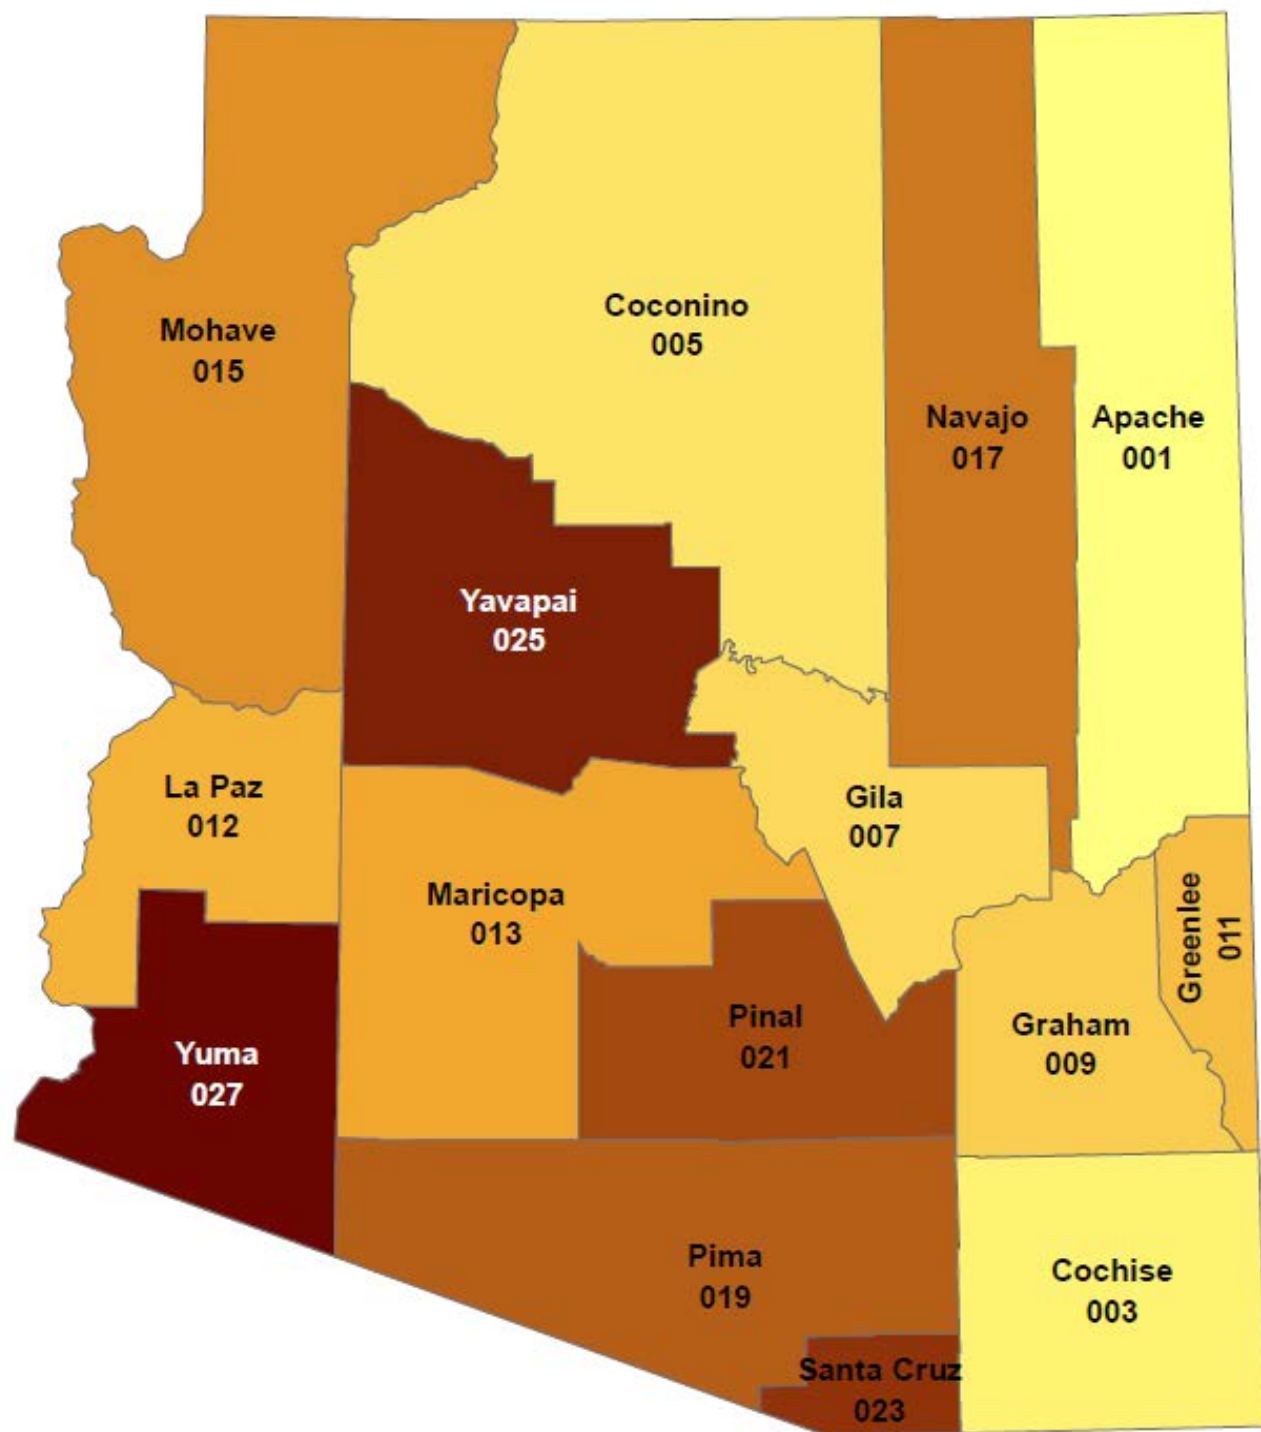 Coconino
005
Mohave
015
Navajo
017
Apache
001
Yavapai
025
La Paz
012
Gila
007
Maricopa
013
Greenlee
011
Pinal
021
Graham
009
Yuma
027
Pima
019
Cochise
003
Santa Cruz
023